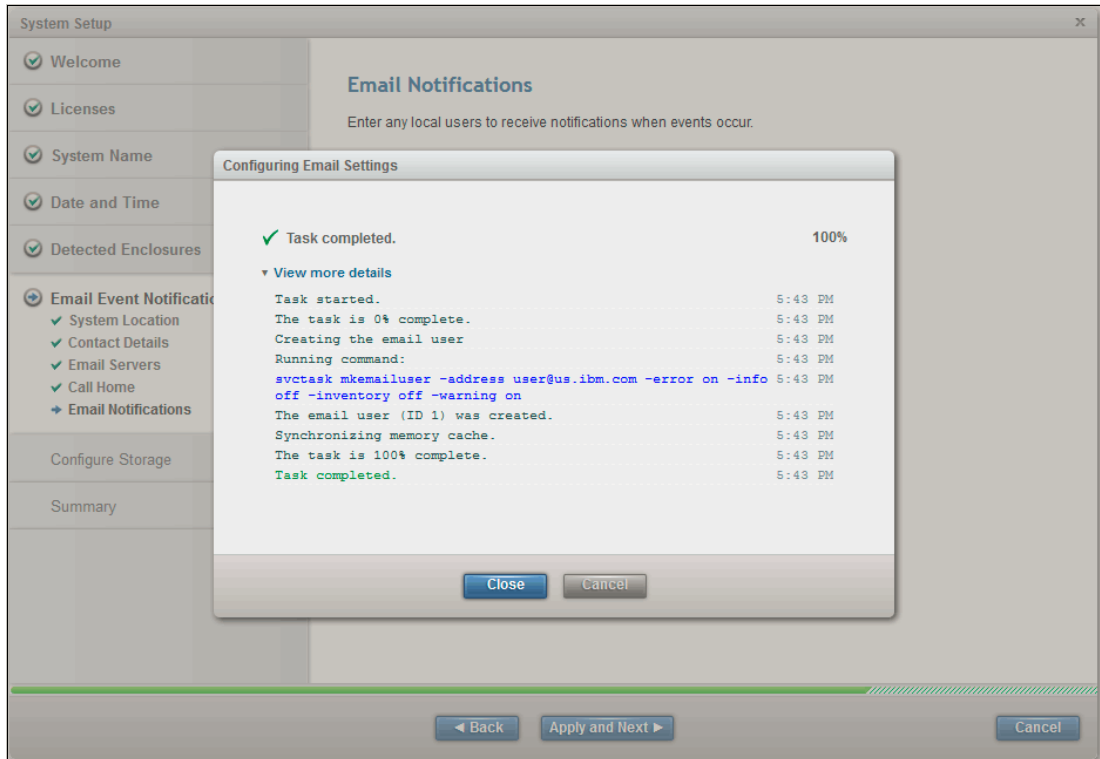 System Setup
x
Welcome
Licenses
System Name
Date and Time
Detected Enclosures
Email Event Notificatio
System Location
Contact Details
Email Servers
Call Home
Email Notifications
Configure Storage
Summary
Email Notifications
Enter any local users to receive notifications when events occur.
Configuring Email Settings
Task completed. 100%
View more details
Task started. 5:43 PM
The task is 0% complete. 5:43 PM
Creating the email user 5:43 PM
Running command: 5:43 PM
svctask mkemailuser -address user@us.ibm.com -error on -info 5:43 PM
off -inventory off -warning on
The email user (ID 1) was created. 5:43 PM
Synchronizing memory cache. 5:43 PM
The task is 100% complete. 5:43 PM
Task completed. 5:43 PM
Close Cancel
Back Apply and Next Cancel